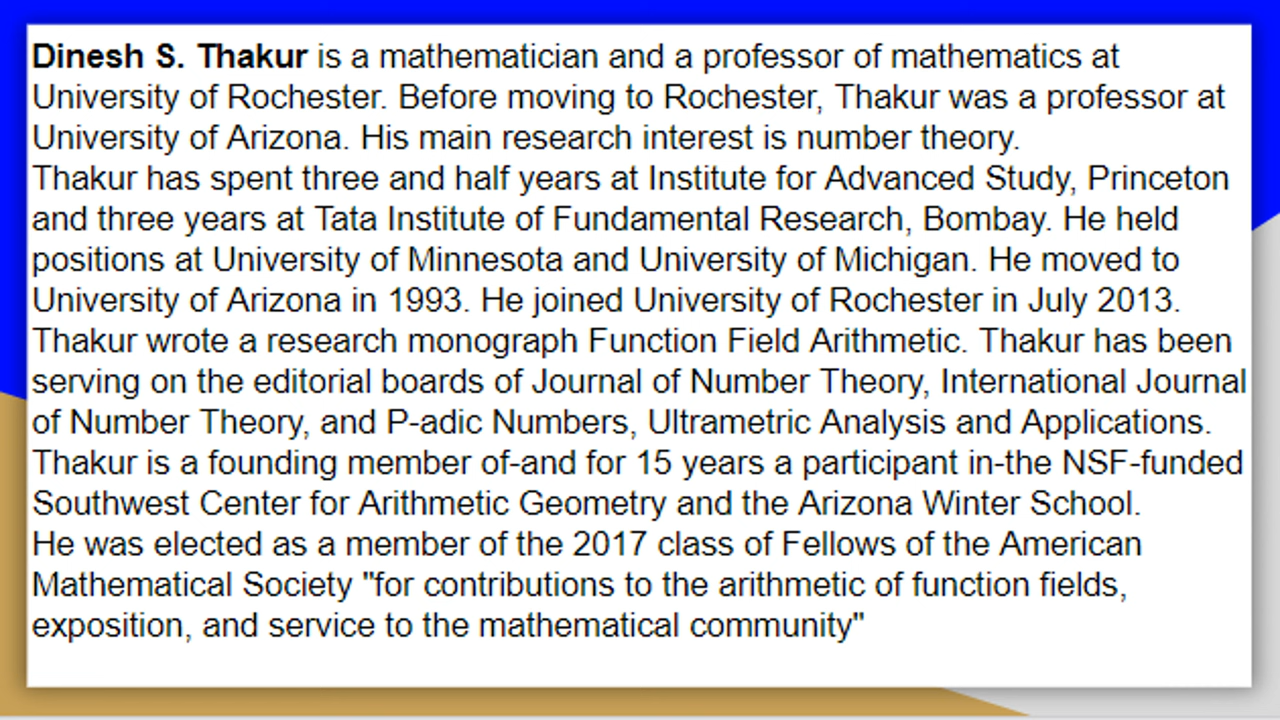 Dinesh S. Thakur is a mathematician and a professor of mathematics at
University of Rochester. Before moving to Rochester, Thakur was a professor at
University of Arizona. His main research interest is number theory.
Thakur has spent three and half years at Institute for Advanced Study, Princeton
and three years at Tata Institute of Fundamental Research, Bombay. He held
positions at University of Minnesota and University of Michigan. He moved to
University of Arizona in 1993. He joined University of Rochester in July 2013.
Thakur wrote a research monograph Function Field Arithmetic. Thakur has been
serving on the editorial boards of Journal of Number Theory, International Journal
of Number Theory, and P-adic Numbers, Ultrametric Analysis and Applications.
Thakur is a founding member of-and for 15 years a participant in-the NSF-funded
Southwest Center for Arithmetic Geometry and the Arizona Winter School.
He was elected as a member of the 2017 class of Fellows of the American
Mathematical Society "for contributions to the arithmetic of function fields,
exposition, and service to the mathematical community"